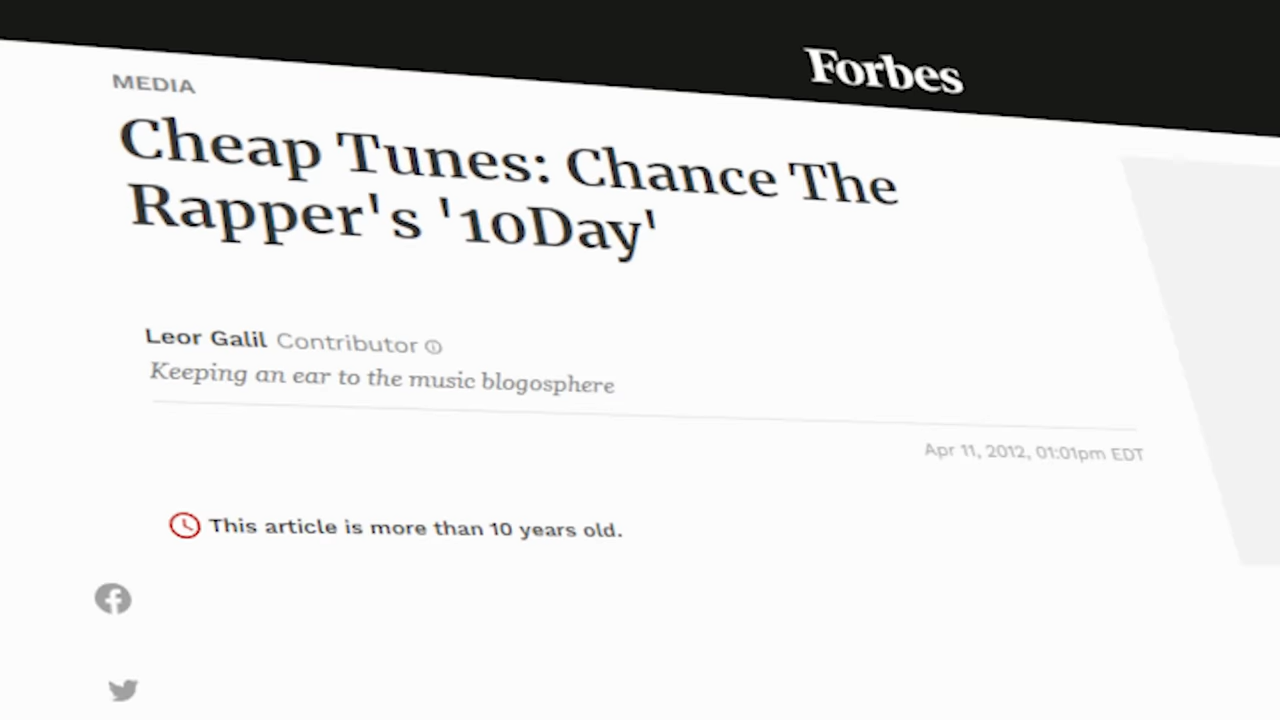 Forbes
MEDIA
Cheap Tunes: Chance The
Rapper's '10Day'
Leor Galil Contributor
Keeping an ear to the music blogosphere
Apr 11, 2012, 01:01pm EDT
This article is more than 10 years old.